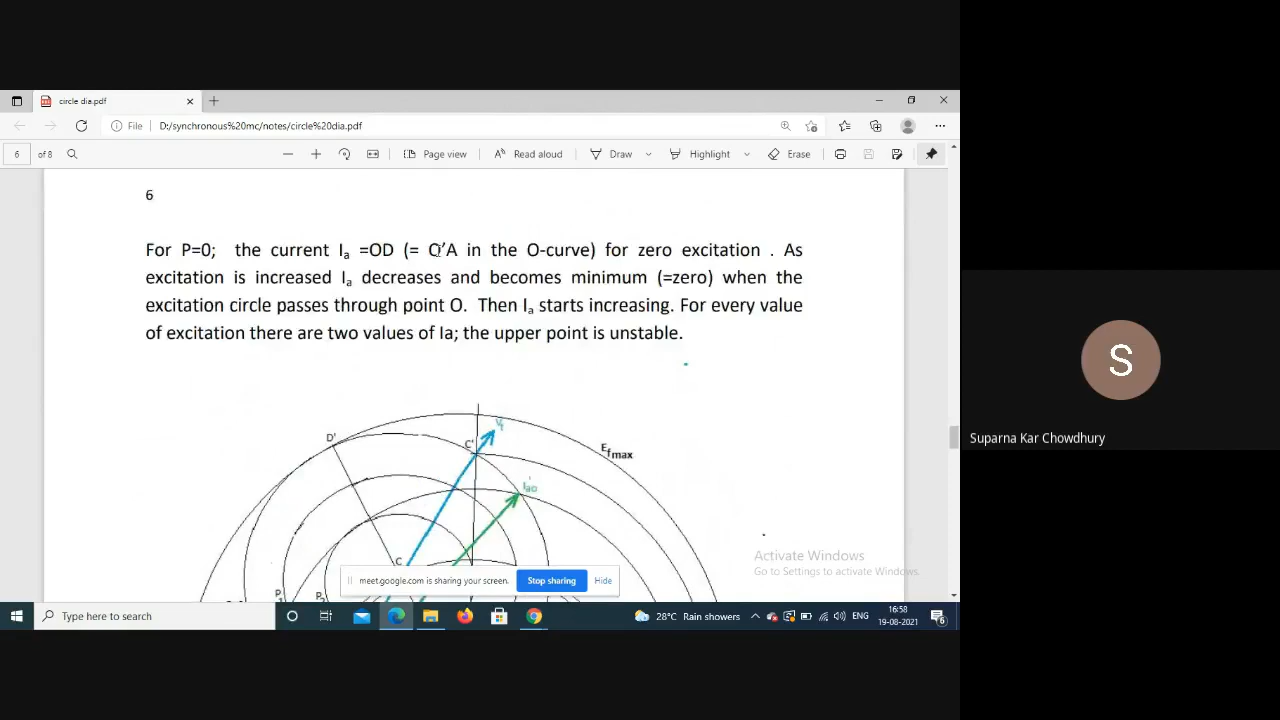 circle dia.pdf
File D:/synchronous%20mc/notes/circle%20dia.pdf
6 of 8
Page view
Read aloud
Draw
Highlight
Erase
6
For P=0; the current Ia =OD (= O'A in the O-curve) for zero excitation . As
excitation is increased Ia decreases and becomes minimum (=zero) when the
excitation circle passes through point O. Then Ia starts increasing. For every value
of excitation there are two values of Ia; the upper point is unstable.
D'
C'
Efmax
I'ao
C
P
P
Activate Windows
Go to Settings to activate Windows.
meet.google.com is sharing your screen.
Stop sharing
Hide
Type here to search
28°C Rain showers
ENG
16:58
19-08-2021
6
S
Suparna Kar Chowdhury